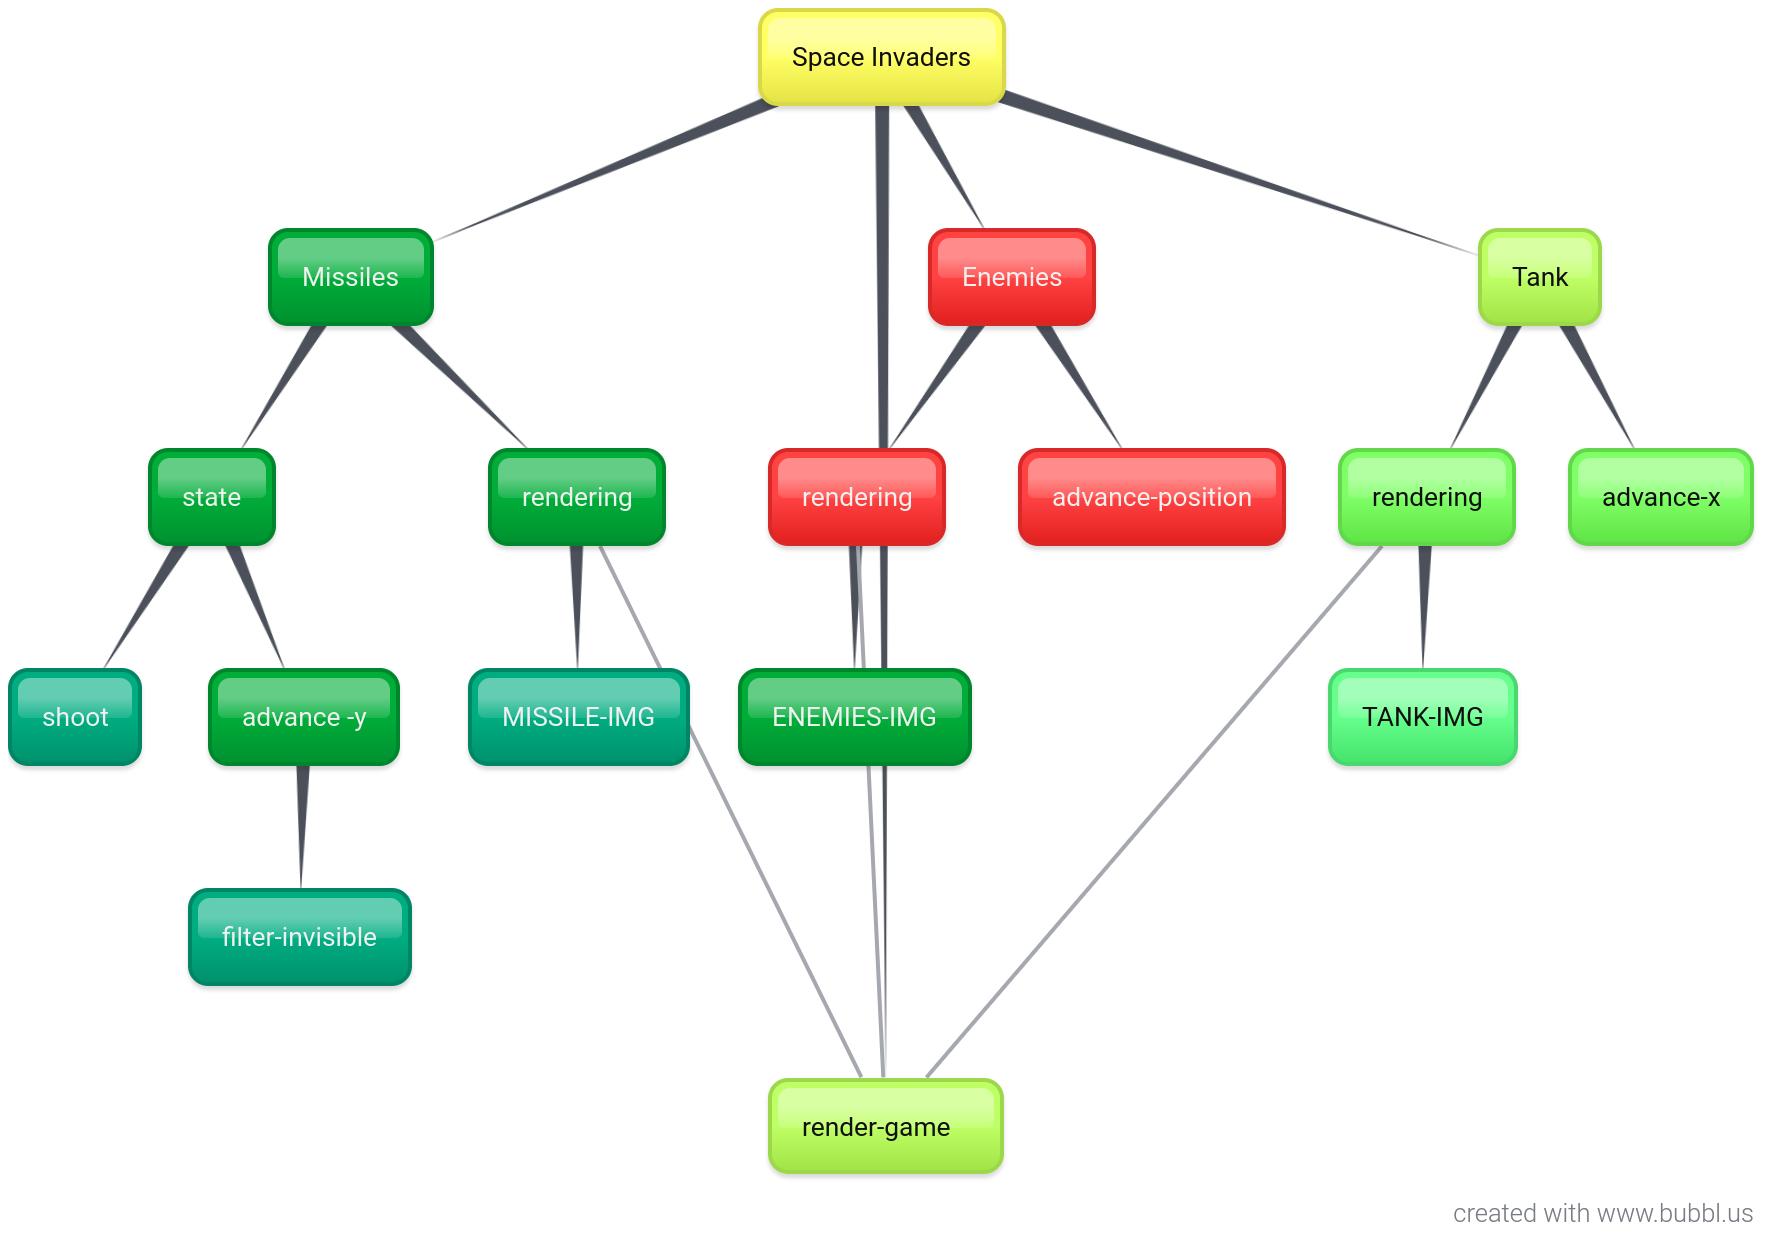 Space Invaders
Missiles
Enemies
Tank
state
rendering
rendering
advance-position
rendering
advance-x
shoot
advance -y
MISSILE-IMG
ENEMIES-IMG
TANK-IMG
filter-invisible
render-game
created with www.bubbl.us